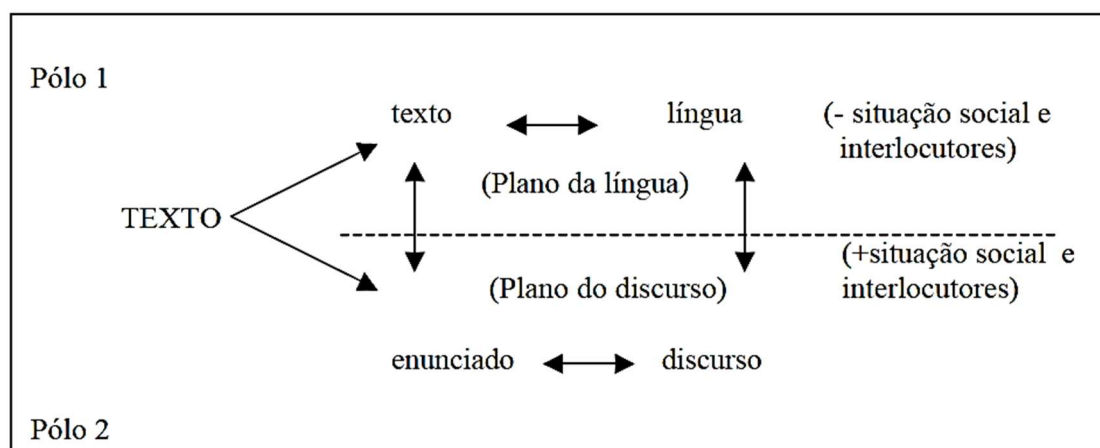 Pólo 1
texto língua (- situação social e
interlocutores)
(Plano da língua)
TEXTO
(+situação social e
(Plano do discurso) interlocutores)
enunciado discurso
Pólo 2